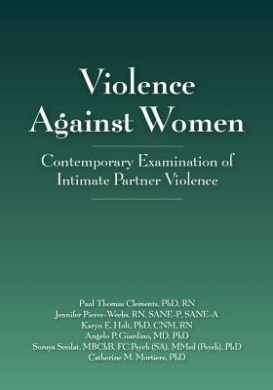 Violence
Against Women
Contemporary Examination of
Intimate Partner Violence
Paul Thomas Clements, PhD, RN
Jennifer Pierce-Weeks, RN, SANE-P, SANE-A
Karyn E. Holt, PhD, CNM, RN
Angelo P. Giardino, MD, PhD
Soraya Seedat, MBChB, FC Psych (SA), MMed (Psych), PhD
Catherine M. Mortiere, PhD